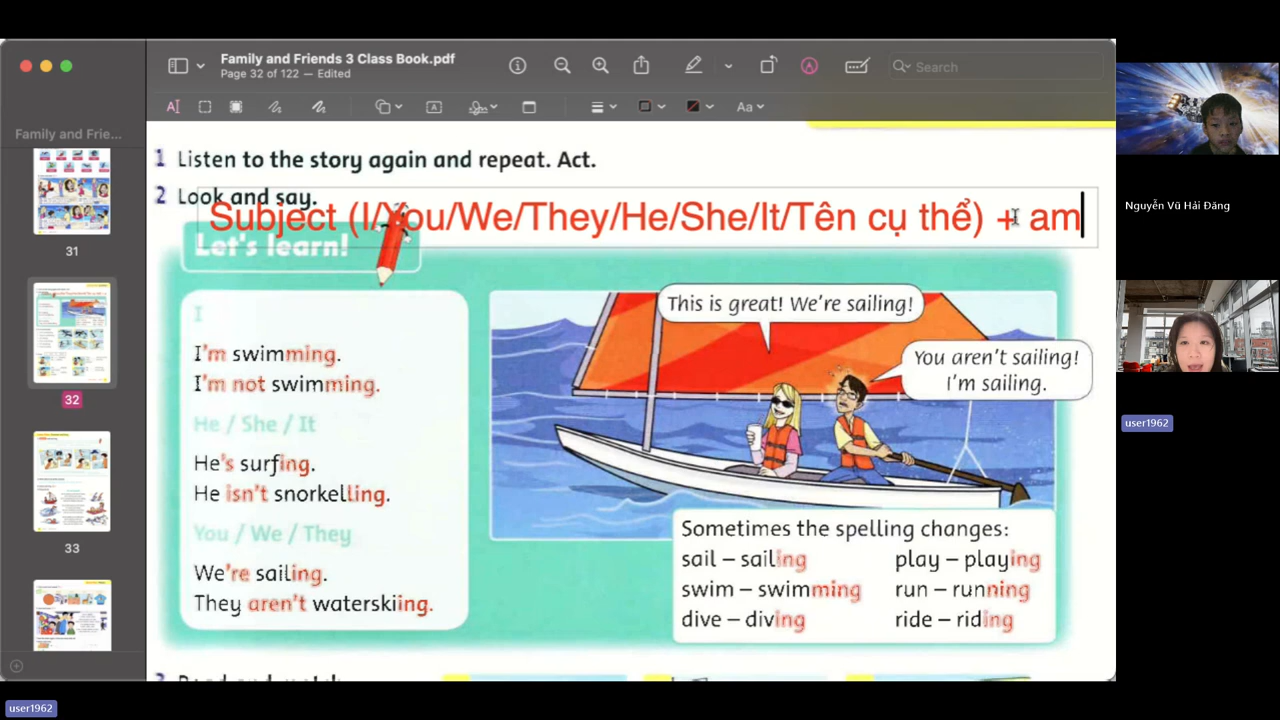 Family and Friends 3 Class Book.pdf
Page 32 of 122 — Edited
Search
Aa
Family and Frie...
31
32
33
1 Listen to the story again and repeat. Act.
2 Look and say.
Subject (I/You/We/They/He/She/It/Tên cụ thể) + am
Let's learn!
I
I'm swimming.
I'm not swimming.
He / She / It
He's surfing.
He isn't snorkelling.
You / We / They
We're sailing.
They aren't waterskiing.
This is great! We're sailing!
You aren't sailing!
I'm sailing.
Sometimes the spelling changes:
sail – sailing play – playing
swim – swimming run – running
dive – diving ride – riding
Nguyễn Vũ Hải Đăng
user1962
user1962